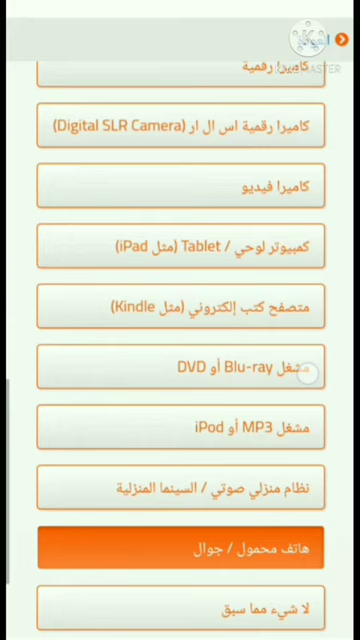 كاميرا رقمية
كاميرا رقمية اس ال ار (Digital SLR Camera)
كاميرا فيديو
كمبيوتر لوحي / Tablet (مثل iPad)
متصفح كتب إلكتروني (مثل Kindle)
مشغل Blu-ray أو DVD
مشغل MP3 أو iPod
نظام منزلي صوتي / السينما المنزلية
هاتف محمول / جوال
لا شيء مما سبق